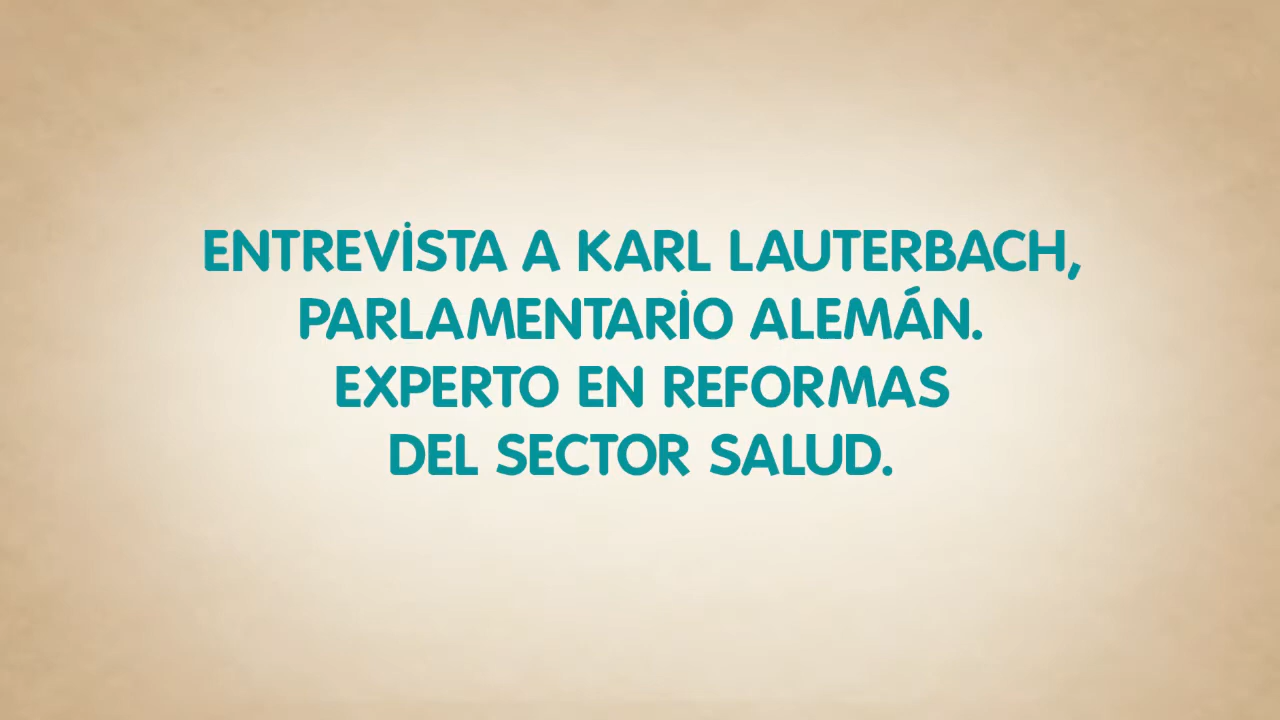 ENTREVISTA A KARL LAUTERBACH,
PARLAMENTARIO ALEMÁN.
EXPERTO EN REFORMAS
DEL SECTOR SALUD.